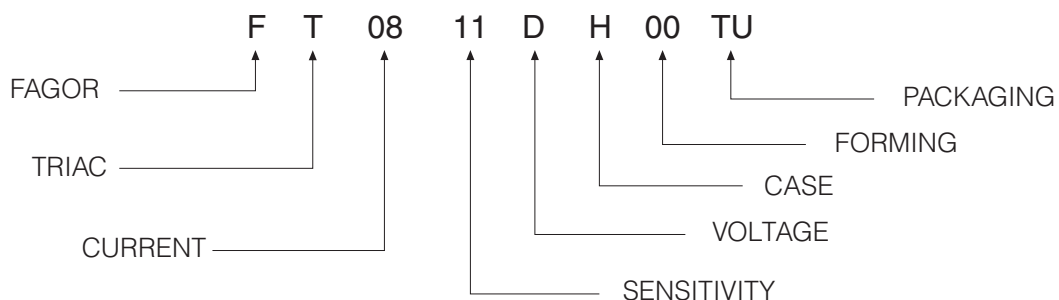 F T 08 11 D H 00 TU
FAGOR
PACKAGING
FORMING
TRIAC
CASE
VOLTAGE
CURRENT
SENSITIVITY